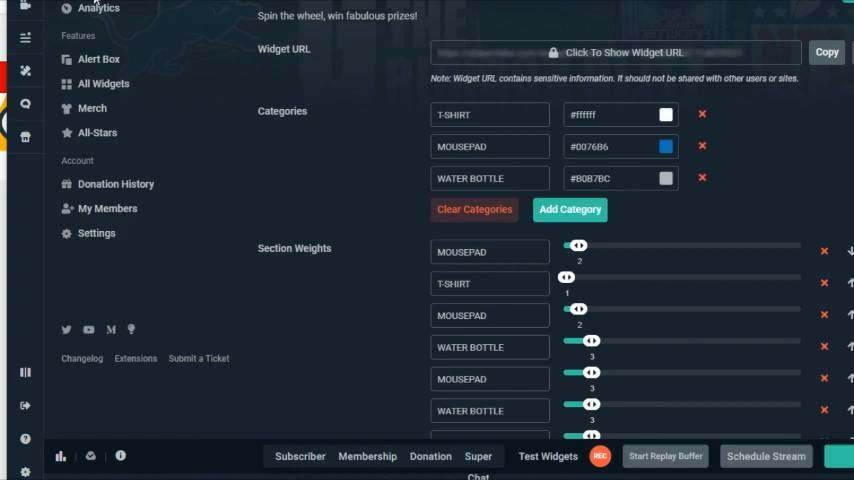 Analytics
Spin the wheel, win fabulous prizes!
Features
Widget URL
Click To Show Widget URL
Copy
Alert Box
Note: Widget URL contains sensitive information. It should not be shared with other users or sites.
All Widgets
Merch
Categories
T-SHIRT #ffffff
All-Stars
MOUSEPAD #0076B6
Account
WATER BOTTLE #B0B7BC
Donation History
My Members
Clear Categories Add Category
Settings
Section Weights
MOUSEPAD
2
T-SHIRT
1
MOUSEPAD
2
WATER BOTTLE
3
Changelog Extensions Submit a Ticket
MOUSEPAD
3
WATER BOTTLE
3
Subscriber Membership Donation Super Chat Test Widgets REC Start Replay Buffer Schedule Stream